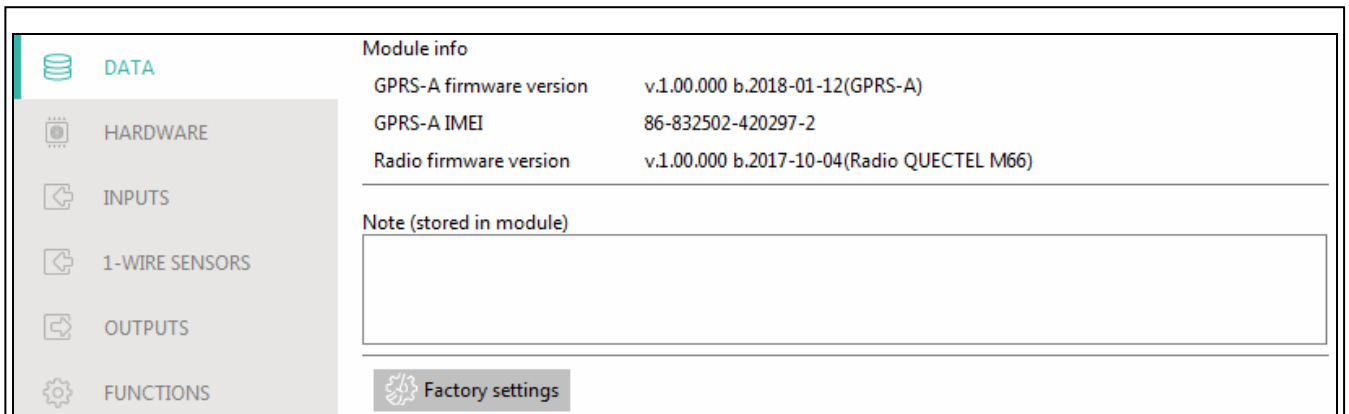 DATA
HARDWARE
INPUTS
1-WIRE SENSORS
OUTPUTS
FUNCTIONS
Module info
GPRS-A firmware version v.1.00.000 b.2018-01-12(GPRS-A)
GPRS-A IMEI 86-832502-420297-2
Radio firmware version v.1.00.000 b.2017-10-04(Radio QUECTEL M66)
Note (stored in module)
Factory settings